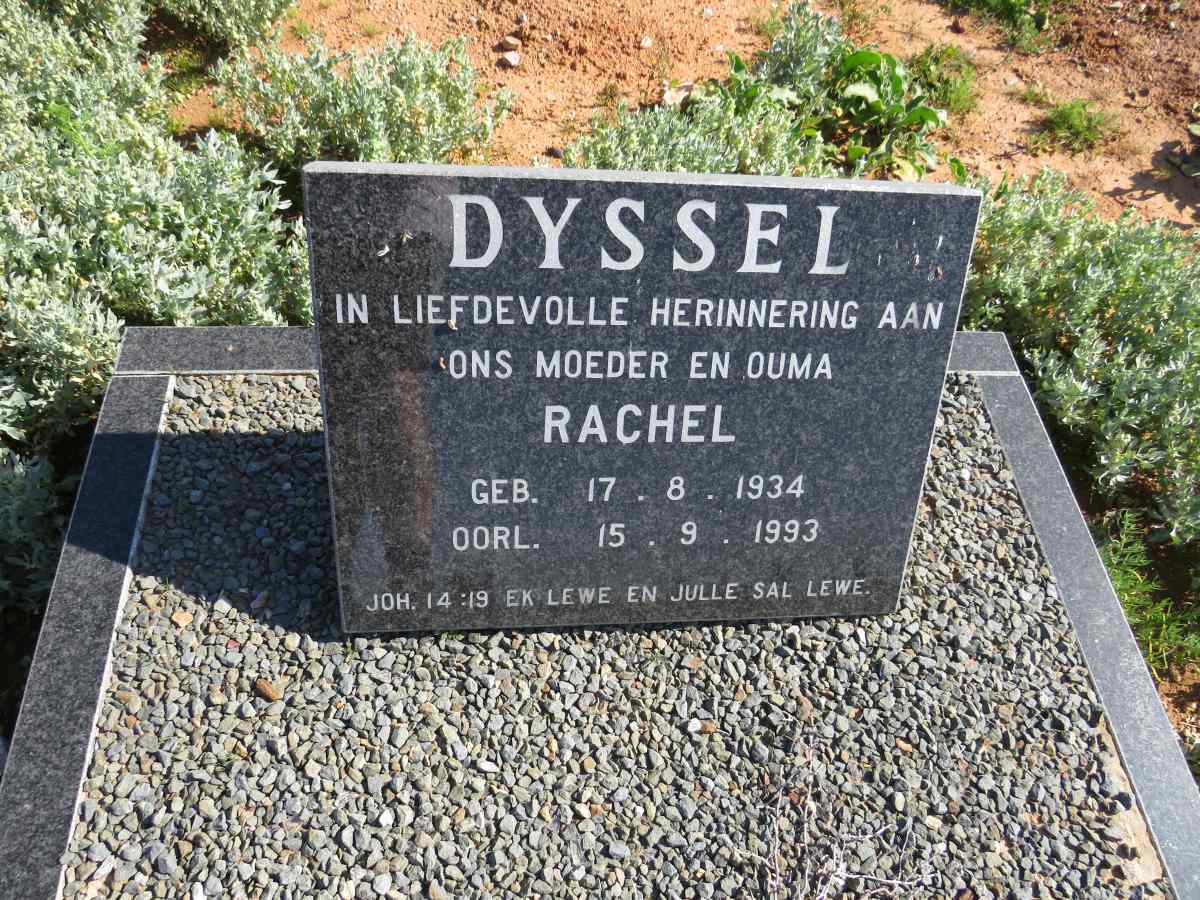 DYSSEL
IN LIEFDEVOLLE HERINNERING AAN
ONS MOEDER EN OUMA
RACHEL
GEB. 17 . 8 . 1934
OORL. 15 . 9 . 1993
JOH. 14:19 EK LEWE EN JULLE SAL LEWE.